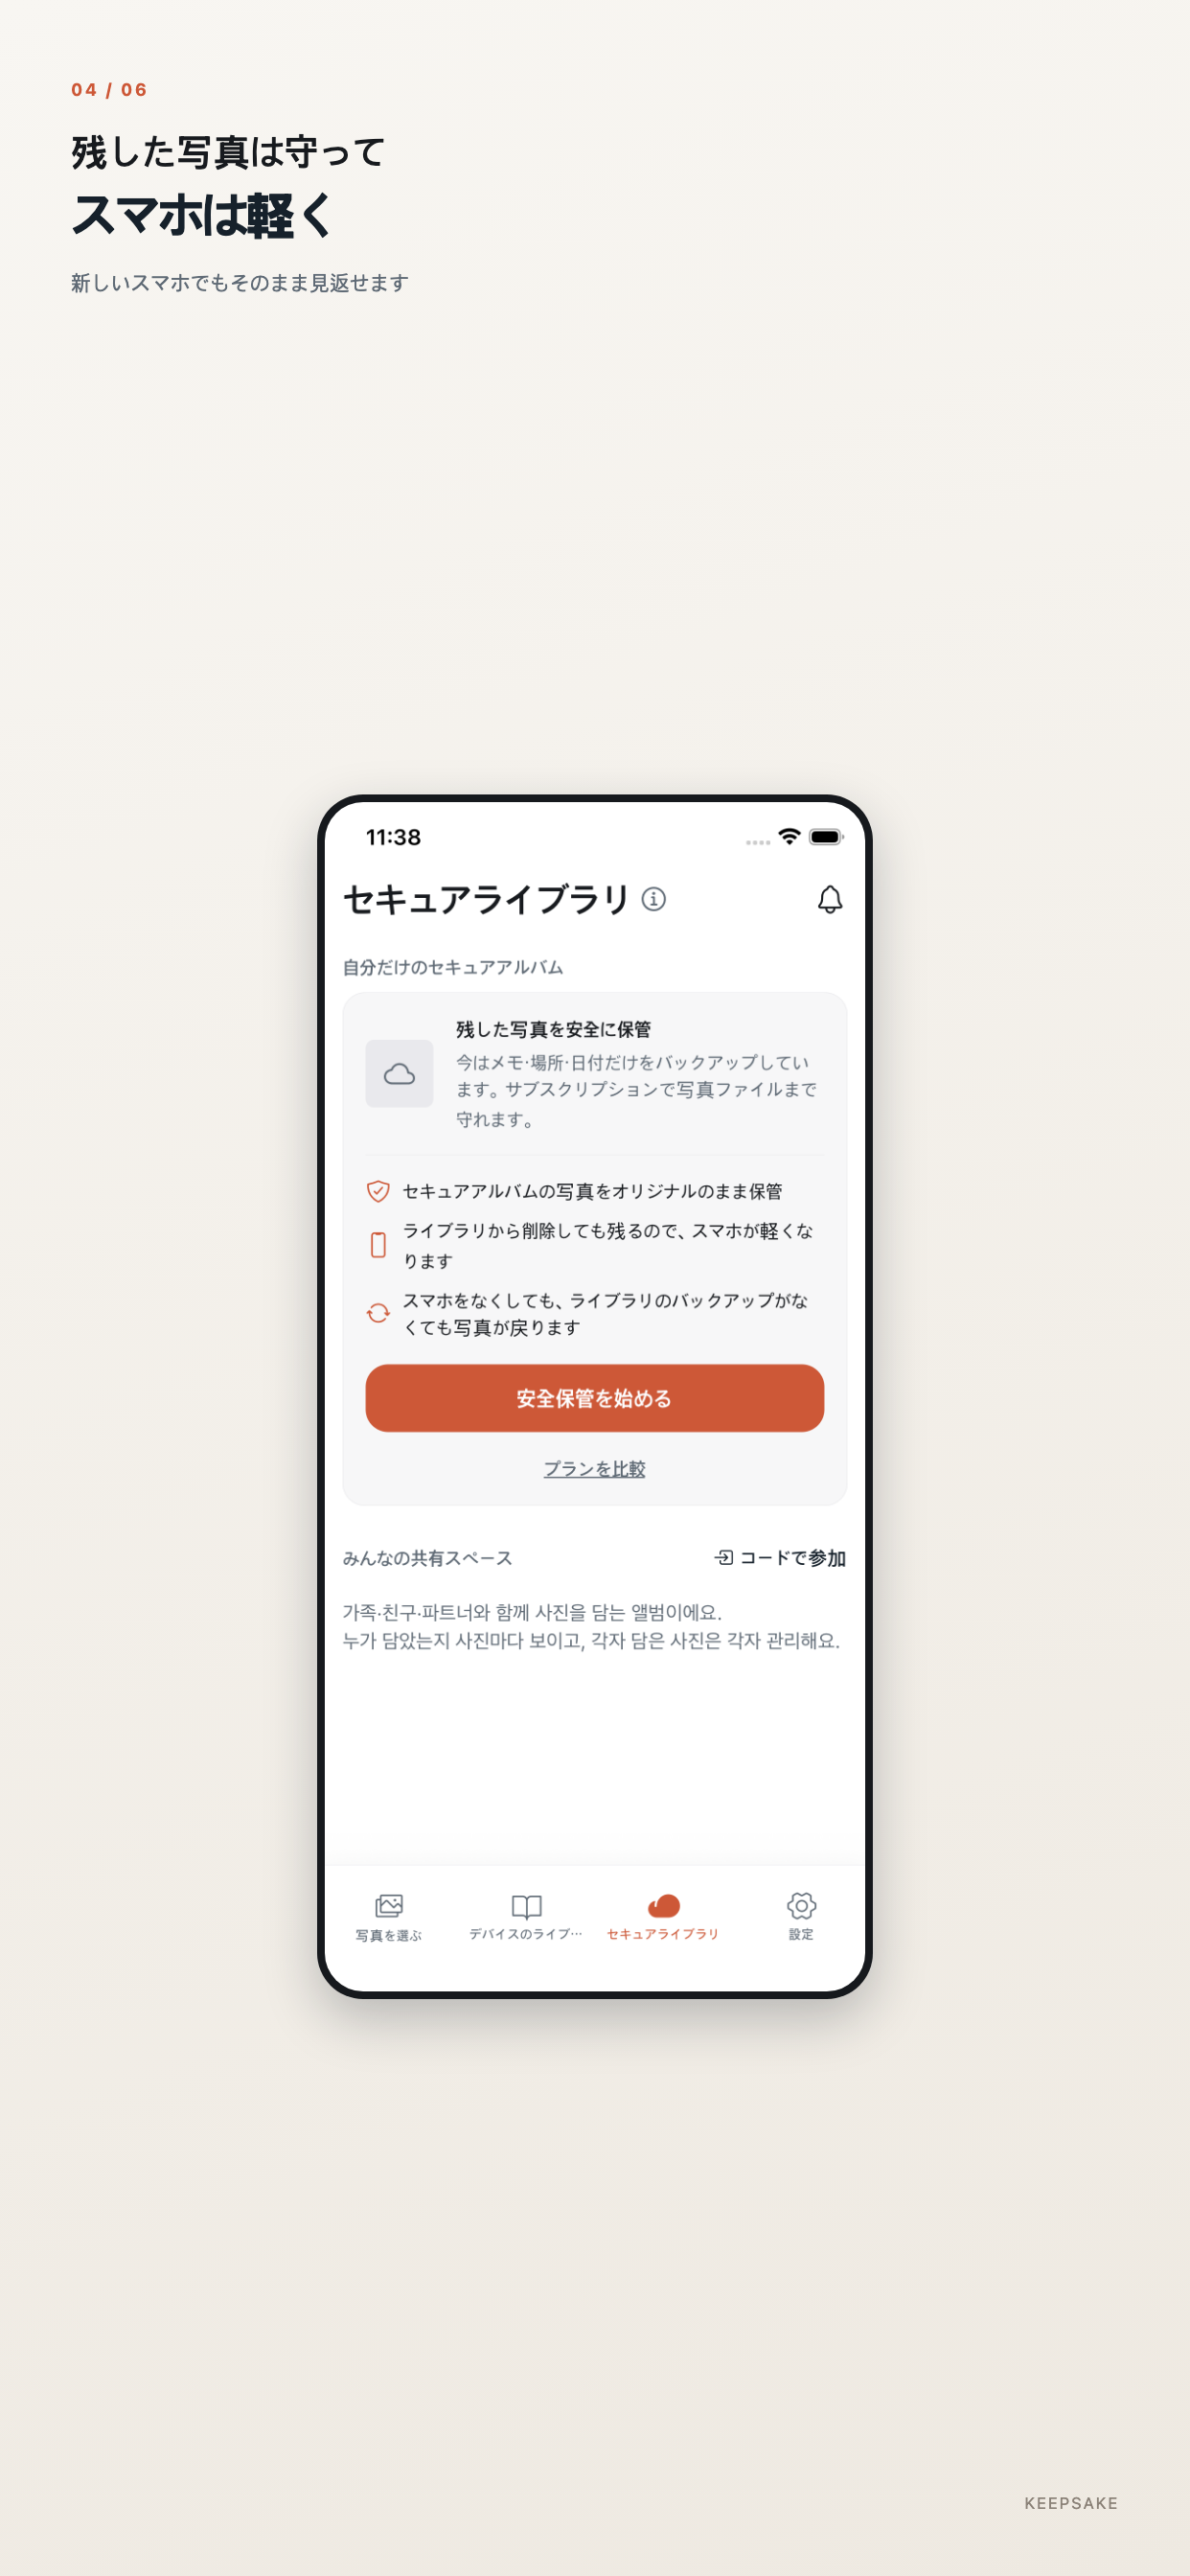 04 / 06
残した写真は守って
スマホは軽く
新しいスマホでもそのまま見返せます
11:38
セキュアライブラリ
自分だけのセキュアアルバム
残した写真を安全に保管
今はメモ·場所·日付だけをバックアップしてい
ます。サブスクリプションで写真ファイルまで
守れます。
セキュアアルバムの写真をオリジナルのまま保管
ライブラリから削除しても残るので、スマホが軽くな
ります
スマホをなくしても、ライブラリのバックアップがな
くても写真が戻ります
安全保管を始める
プランを比較
みんなの共有スペース
コードで参加
가족·친구·파트너와 함께 사진을 담는 앨범이에요.
누가 담았는지 사진마다 보이고, 각자 담은 사진은 각자 관리해요.
写真を選ぶ
デバイスのライブ…
セキュアライブラリ
設定
KEEPSAKE